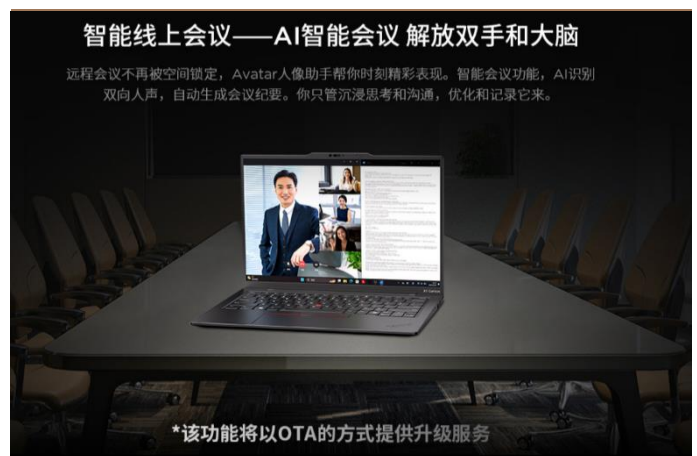 智能线上会议——AI智能会议 解放双手和大脑
远程会议不再被空间锁定，Avatar人像助手帮你时刻精彩表现。智能会议功能，AI识别
双向人声，自动生成会议纪要。你只管沉浸思考和沟通，优化和记录它来。
*该功能将以OTA的方式提供升级服务